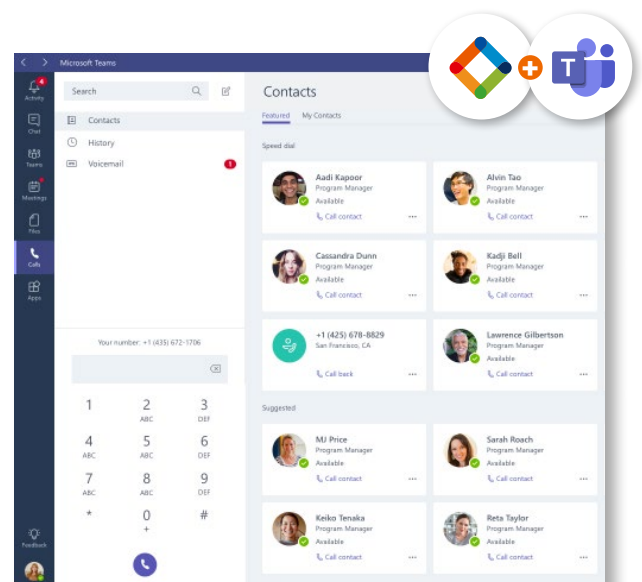 Microsoft Teams
4
Activity
Chat
Teams
Meetings
Files
Calls
Apps
Feedback
Search
Contacts
History
Voicemail
1
Your number: +1 (435) 672-1706
1
2
ABC
3
DEF
4
ABC
5
ABC
6
DEF
7
ABC
8
ABC
9
DEF
*
0
+
#
Contacts
Featured My Contacts
Speed dial
Aadi Kapoor
Program Manager
Available
Call contact
Alvin Tao
Program Manager
Available
Call contact
Cassandra Dunn
Program Manager
Available
Call contact
Kadji Bell
Program Manager
Available
Call contact
+1 (425) 678-8829
San Francisco, CA
Call back
Lawrence Gilbertson
Program Manager
Available
Call contact
Suggested
MJ Price
Program Manager
Available
Call contact
Sarah Roach
Program Manager
Available
Call contact
Keiko Tenaka
Program Manager
Available
Call contact
Reta Taylor
Program Manager
Available
Call contact
+
T